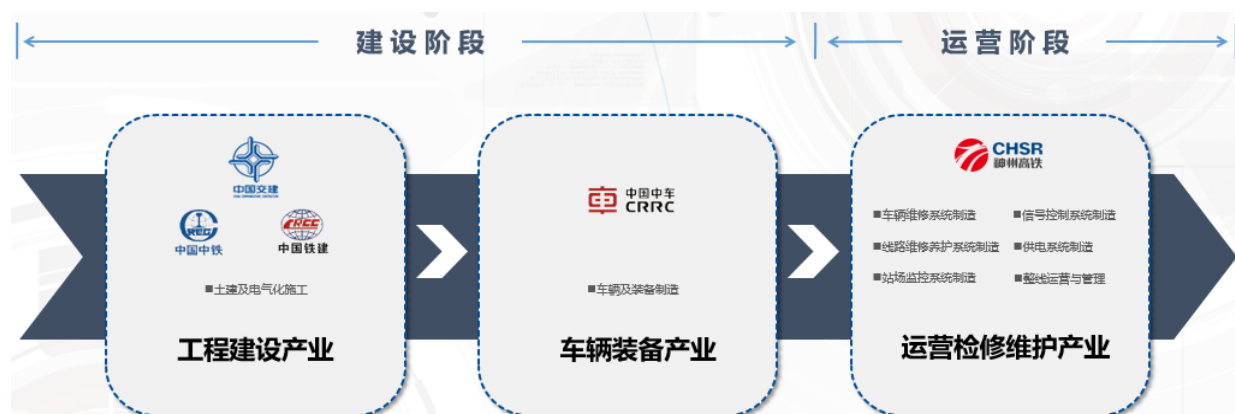 建设阶段
运营阶段
中国交建
CREC
中国中铁
CRCC
中国铁建
■土建及电气化施工
工程建设产业
中国中车
CRRC
■车辆及装备制造
车辆装备产业
CHSR
神州高铁
■车辆维修系统制造
■信号控制系统制造
■线路维修养护系统制造
■供电系统制造
■站场监控系统制造
■整线运营与管理
运营检修维护产业